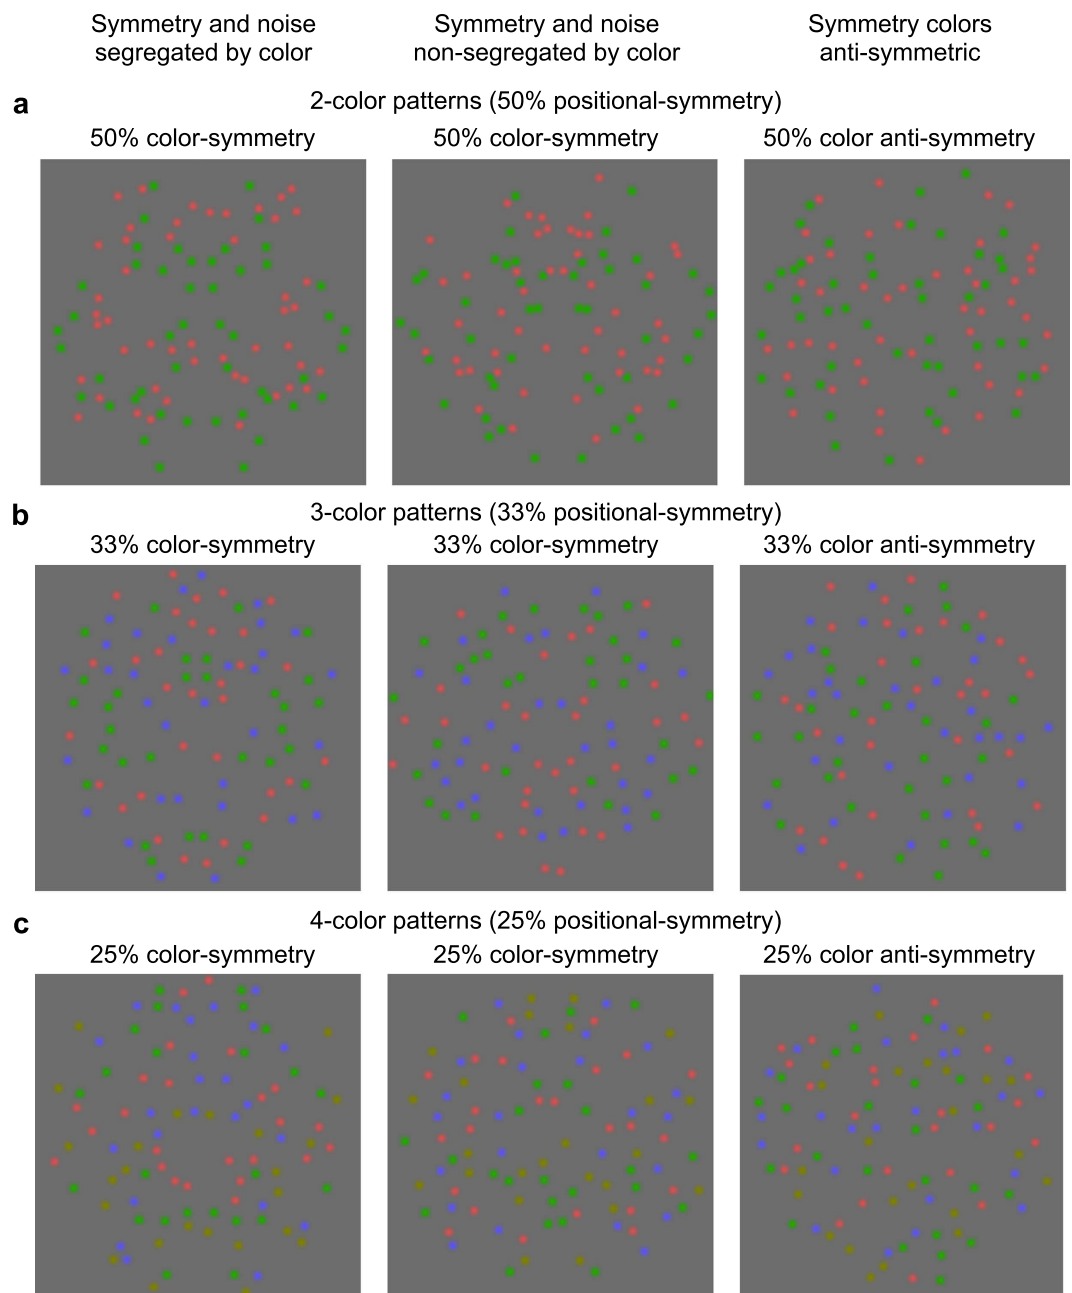 Symmetry and noise
segregated by color
Symmetry and noise
non-segregated by color
Symmetry colors
anti-symmetric
a
2-color patterns (50% positional-symmetry)
50% color-symmetry
50% color-symmetry
50% color anti-symmetry
b
3-color patterns (33% positional-symmetry)
33% color-symmetry
33% color-symmetry
33% color anti-symmetry
c
4-color patterns (25% positional-symmetry)
25% color-symmetry
25% color-symmetry
25% color anti-symmetry